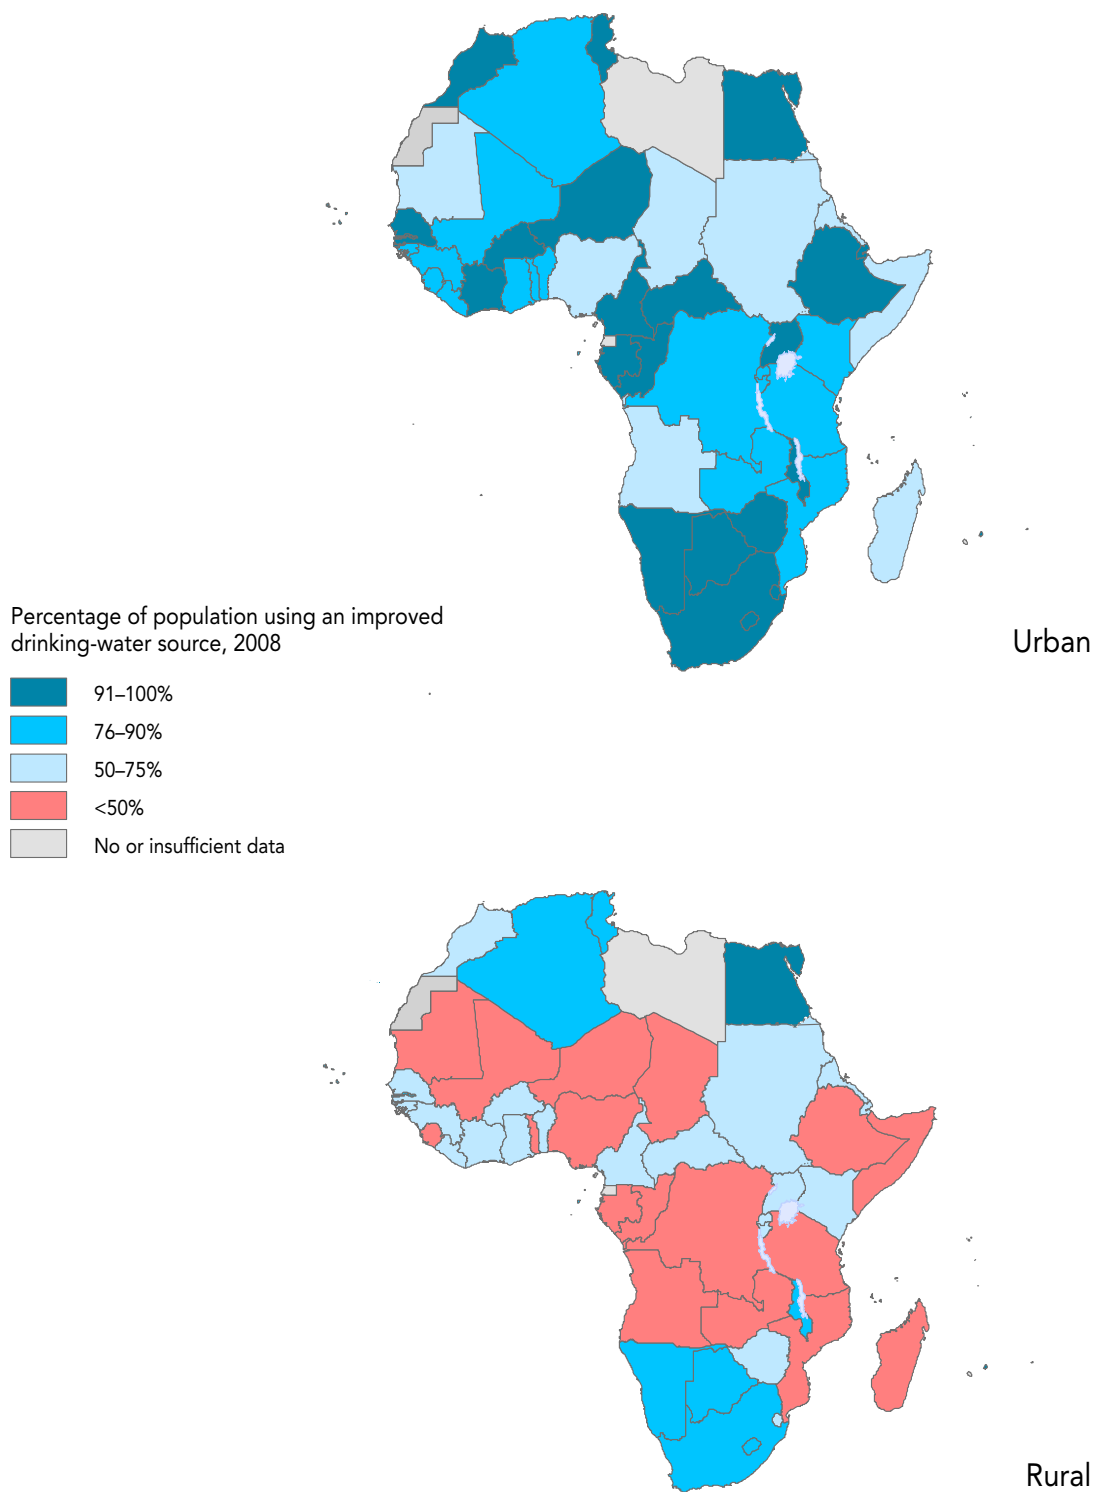 Percentage of population using an improved
drinking-water source, 2008
Urban
91–100%
76–90%
50–75%
<50%
No or insufficient data
Rural